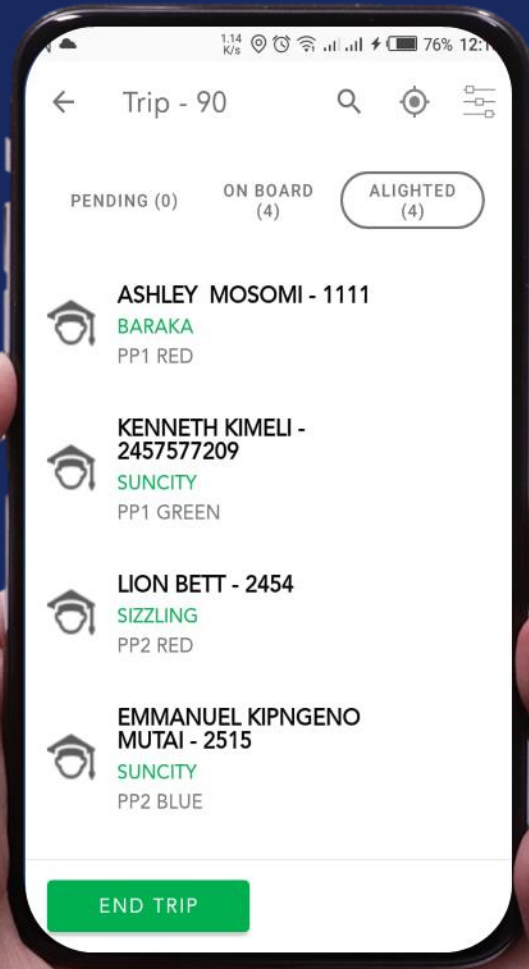 1.14
K/s
76%
Trip - 90
PENDING (0)
ON BOARD
(4)
ALIGHTED
(4)
ASHLEY MOSOMI - 1111
BARAKA
PP1 RED
KENNETH KIMELI -
2457577209
SUNCITY
PP1 GREEN
LION BETT - 2454
SIZZLING
PP2 RED
EMMANUEL KIPNGENO
MUTAI - 2515
SUNCITY
PP2 BLUE
END TRIP